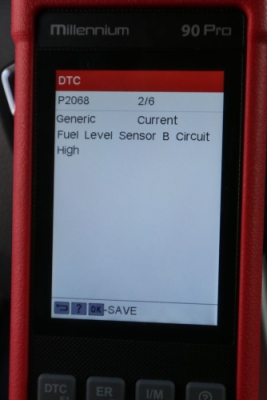 Millennium 90 Pro
DTC
P2068 2/6
Generic Current
Fuel Level Sensor B Circuit
High
? OK-SAVE
DTC ER I/M ?